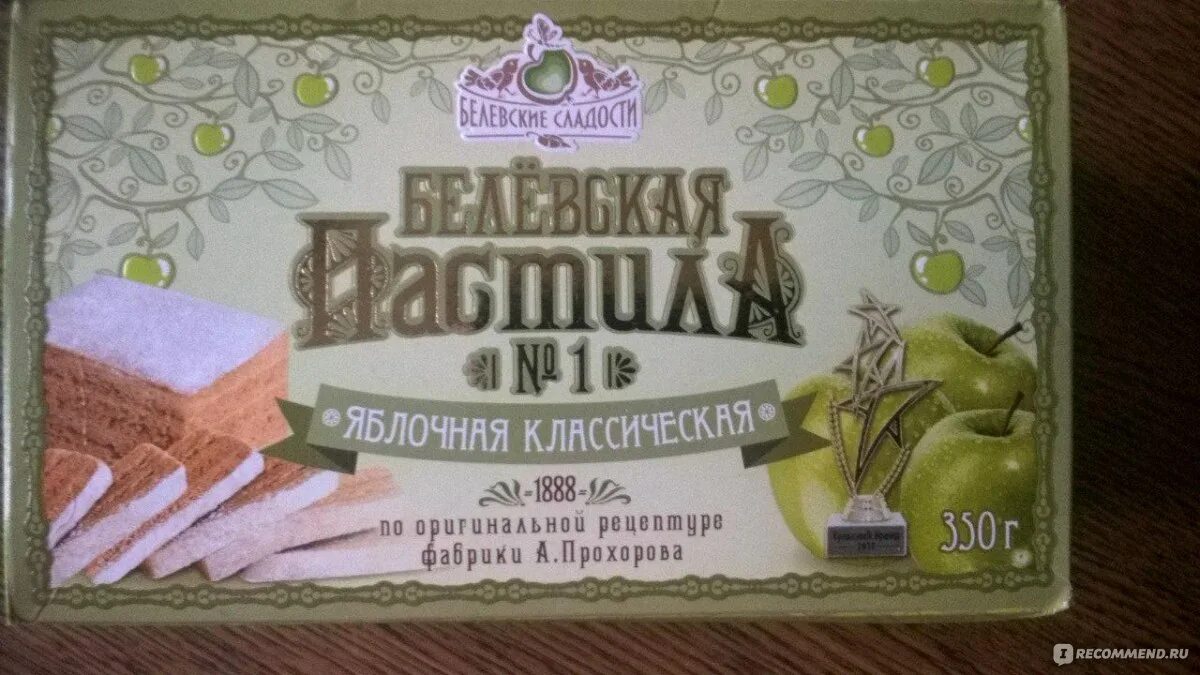 БЕЛЕВСКИЕ СЛАДОСТИ
БЕЛЁВСКАЯ
ПАСТИЛА
№1
ЯБЛОЧНАЯ КЛАССИЧЕСКАЯ
1888
по оригинальной рецептуре
фабрики А.Прохорова
350 г
I RECOMMEND.RU